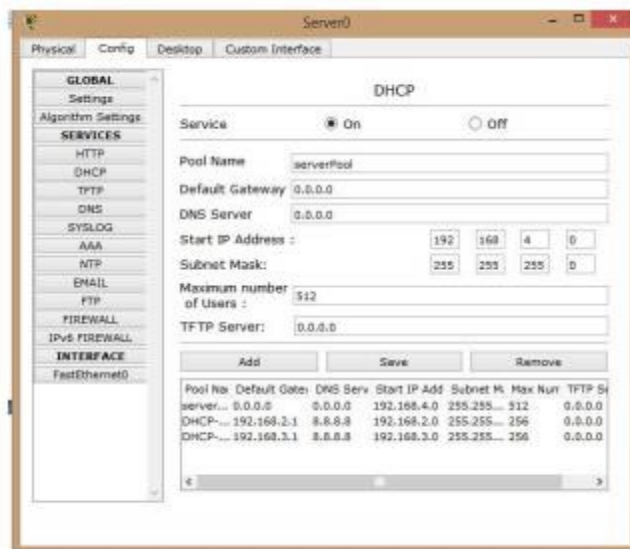 Server0
Physical Config Desktop Custom Interface
GLOBAL
Settings
Algorithm Settings
SERVICES
HTTP
DHCP
TFTP
DNS
SYSLOG
AAA
NTP
EMAIL
FTP
FIREWALL
IPv6 FIREWALL
INTERFACE
FastEthernet0
DHCP
Service On Off
Pool Name serverPool
Default Gateway 0.0.0.0
DNS Server 0.0.0.0
Start IP Address : 192 168 4 0
Subnet Mask: 255 255 255 0
Maximum number
of Users : 512
TFTP Server: 0.0.0.0
Add Save Remove
Pool Na Default Gate DNS Serv Start IP Add Subnet M Max Num TFTP Se
server... 0.0.0.0 0.0.0.0 192.168.4.0 255.255... 512 0.0.0.0
DHCP-... 192.168.2.1 8.8.8.8 192.168.2.0 255.255... 256 0.0.0.0
DHCP-... 192.168.3.1 8.8.8.8 192.168.3.0 255.255... 256 0.0.0.0